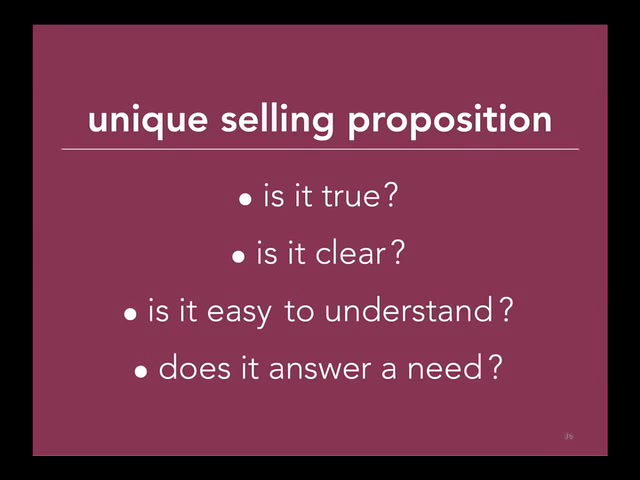 unique selling proposition
• is it true?
• is it clear?
• is it easy to understand?
• does it answer a need?